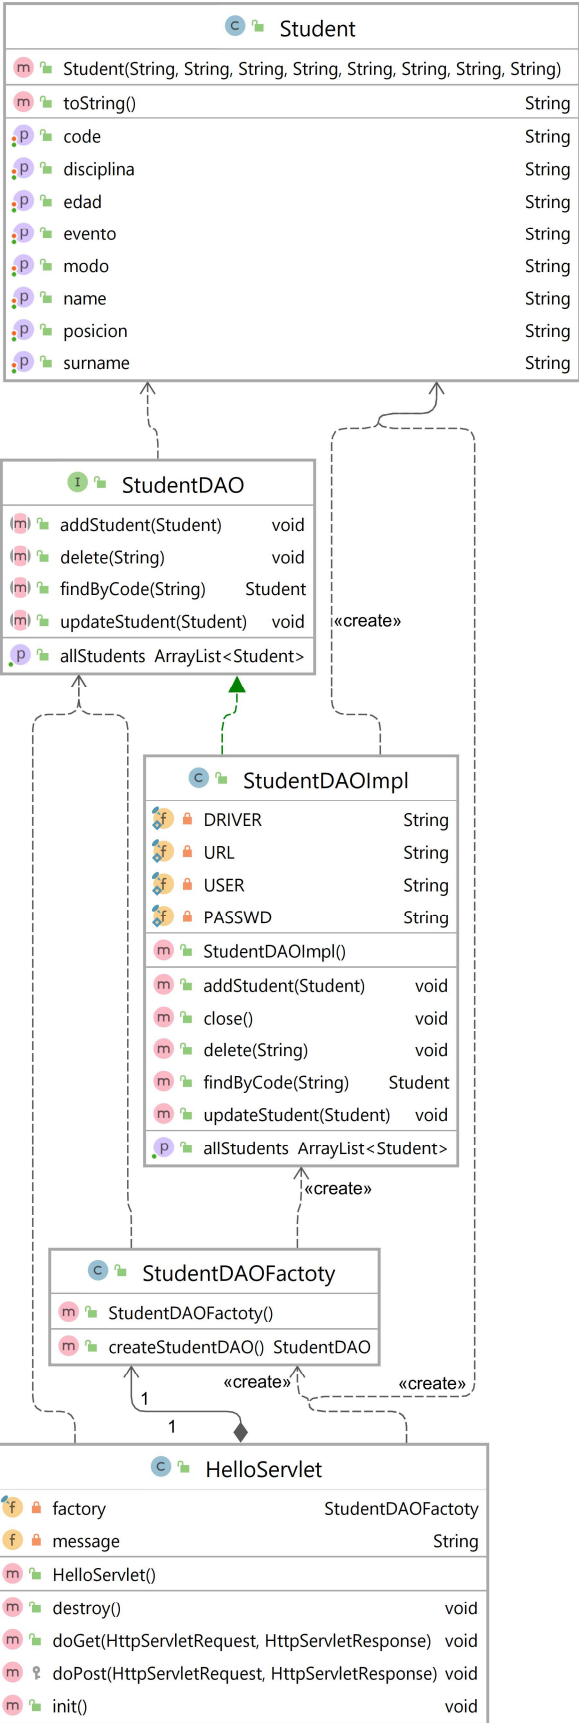 Student
Student(String, String, String, String, String, String, String, String)
toString() String
code String
disciplina String
edad String
evento String
modo String
name String
posicion String
surname String
StudentDAO
addStudent(Student) void
delete(String) void
findByCode(String) Student
updateStudent(Student) void
allStudents ArrayList<Student>
«create»
StudentDAOImpl
DRIVER String
URL String
USER String
PASSWD String
StudentDAOImpl()
addStudent(Student) void
close() void
delete(String) void
findByCode(String) Student
updateStudent(Student) void
allStudents ArrayList<Student>
«create»
StudentDAOFactoty
StudentDAOFactoty()
createStudentDAO() StudentDAO
«create» «create»
1
1
HelloServlet
factory StudentDAOFactoty
message String
HelloServlet()
destroy() void
doGet(HttpServletRequest, HttpServletResponse) void
doPost(HttpServletRequest, HttpServletResponse) void
init() void